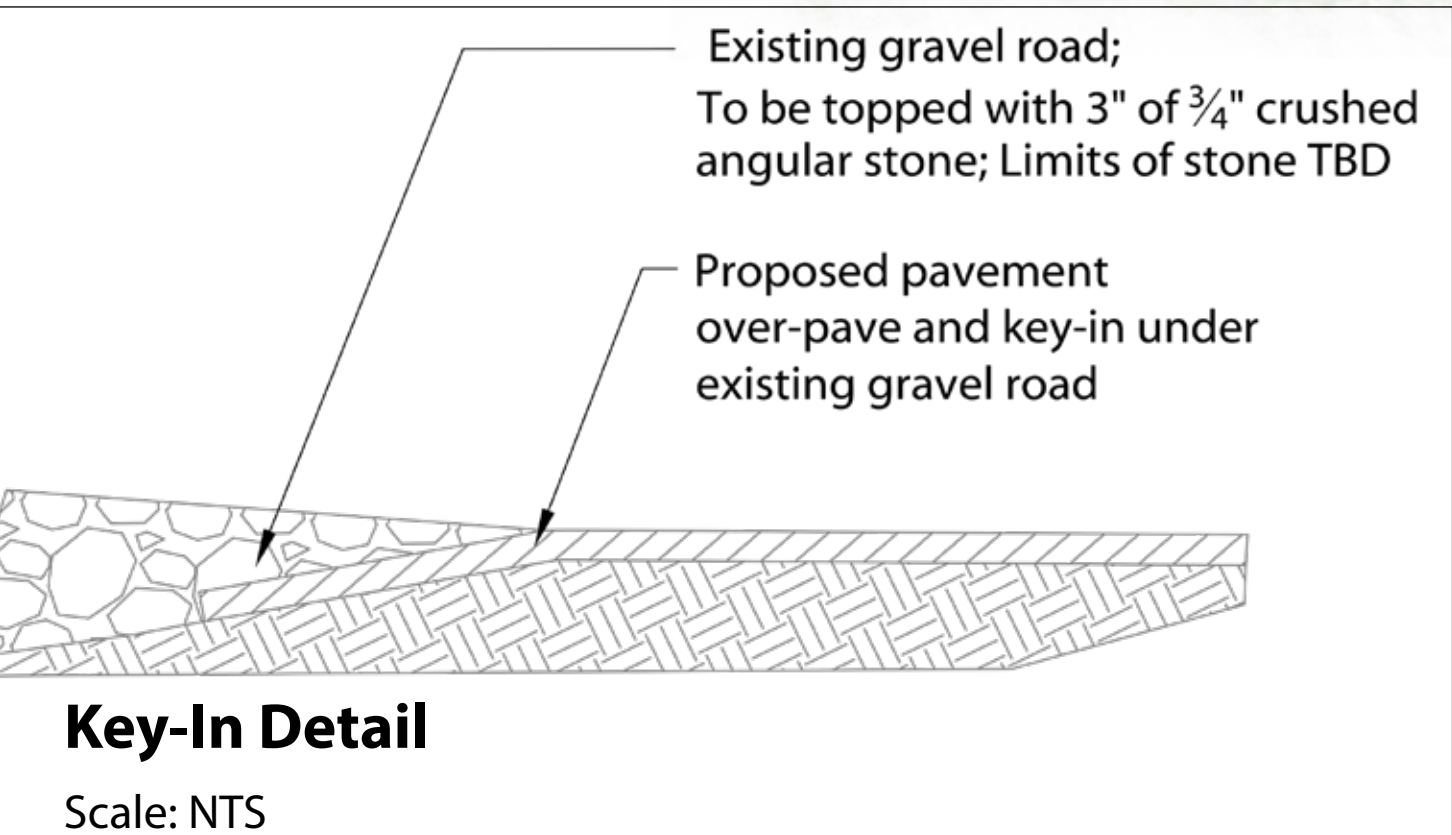 Existing gravel road;
To be topped with 3" of ¾" crushed
angular stone; Limits of stone TBD
Proposed pavement
over-pave and key-in under
existing gravel road
Key-In Detail
Scale: NTS